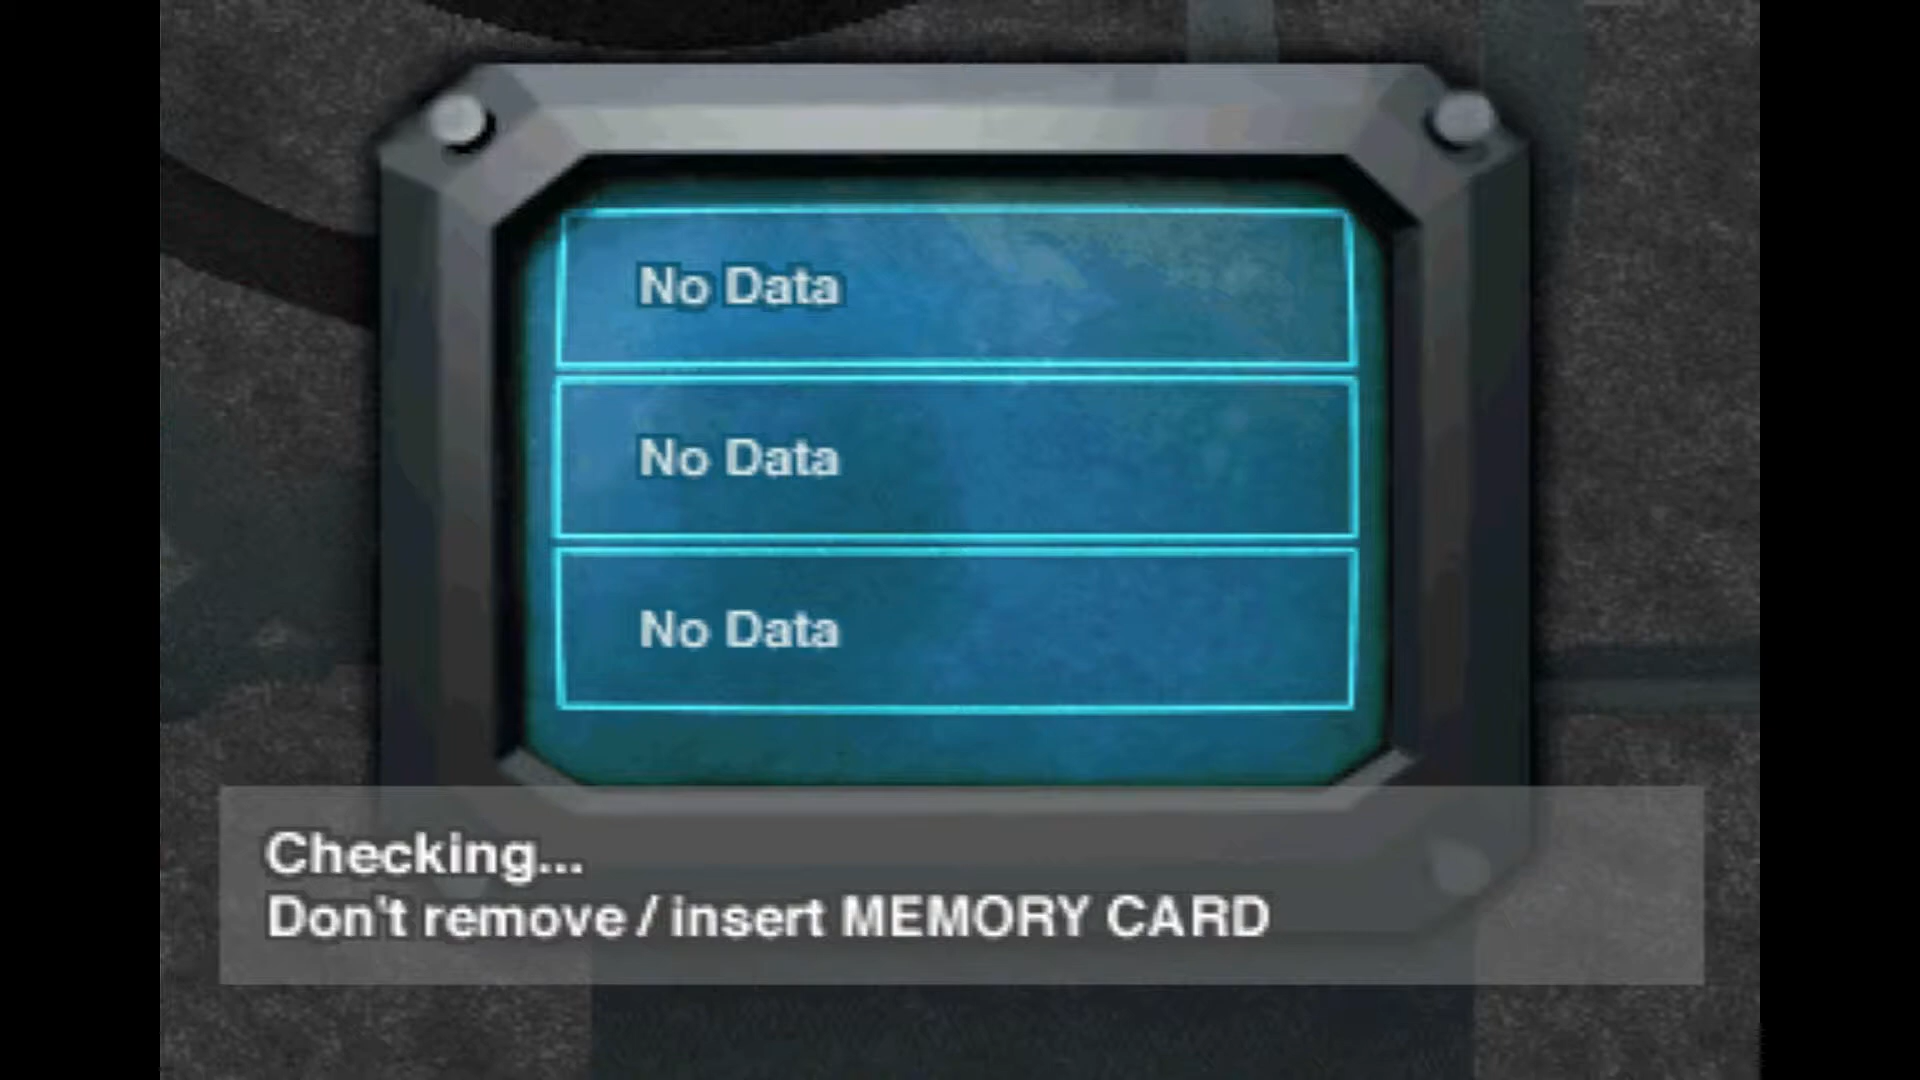 No Data
No Data
No Data
Checking...
Don't remove / insert MEMORY CARD